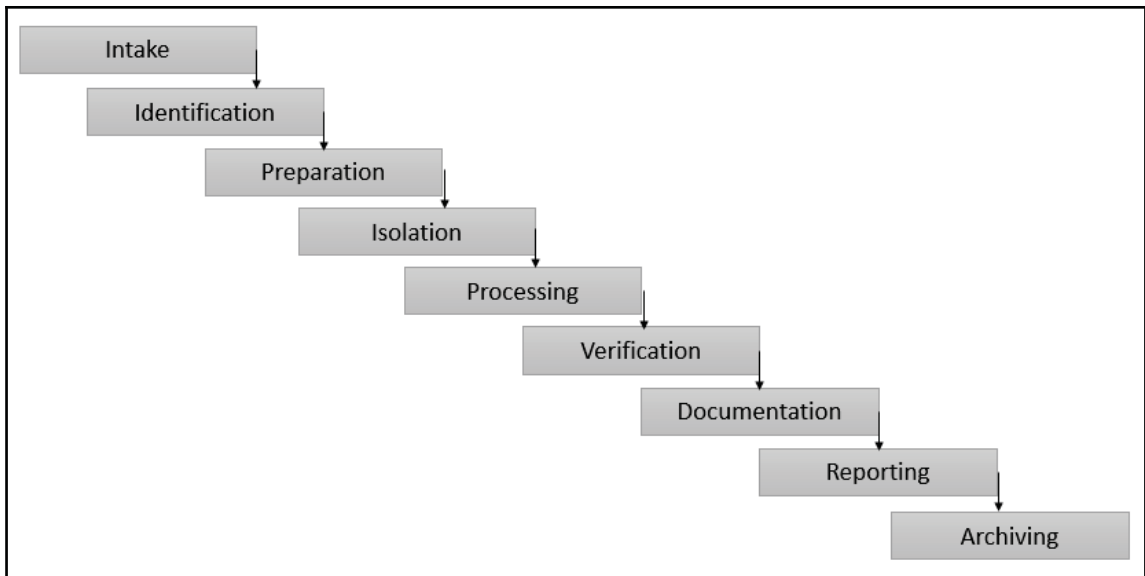 Intake
Identification
Preparation
Isolation
Processing
Verification
Documentation
Reporting
Archiving